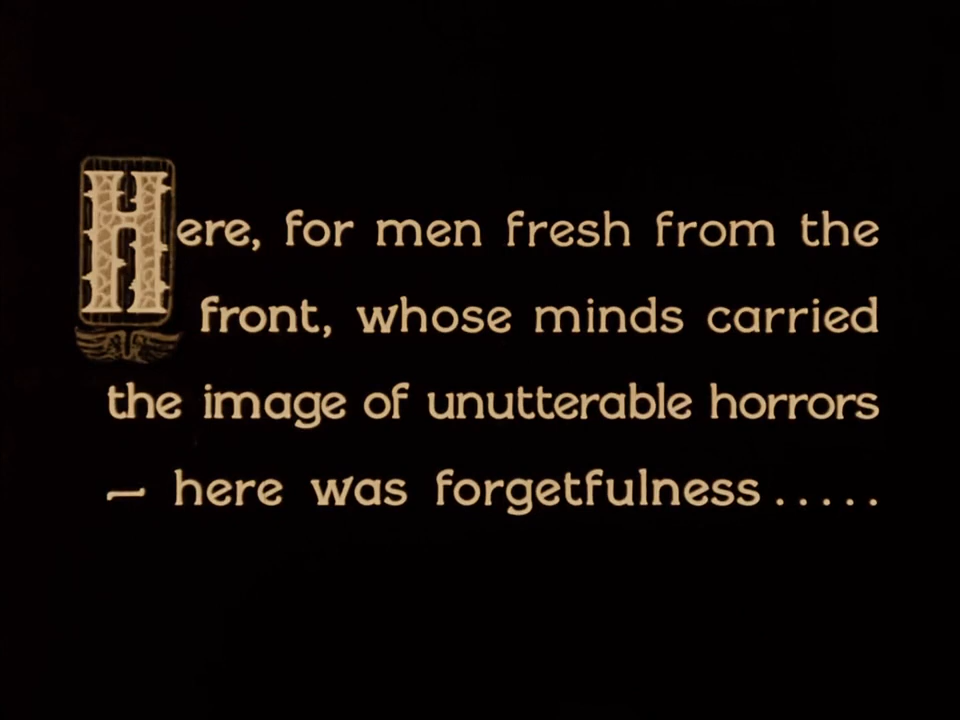 Here, for men fresh from the
front, whose minds carried
the image of unutterable horrors
— here was forgetfulness.....